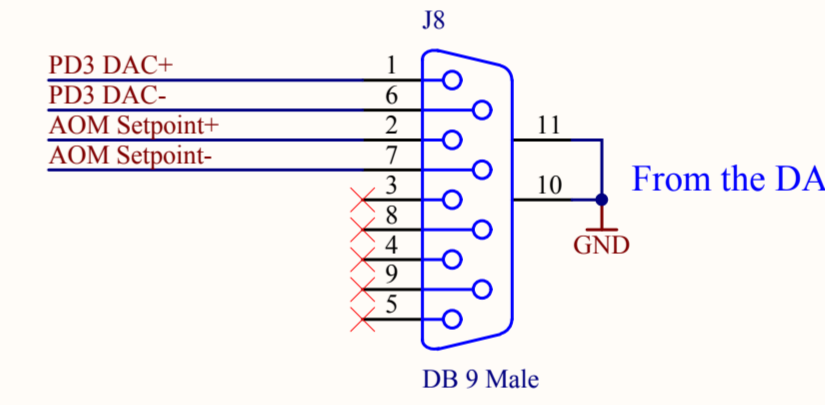 J8
PD3 DAC+ 1
PD3 DAC- 6
AOM Setpoint+ 2
AOM Setpoint- 7
3
8
4
9
5
11
10
From the DA
GND
DB 9 Male